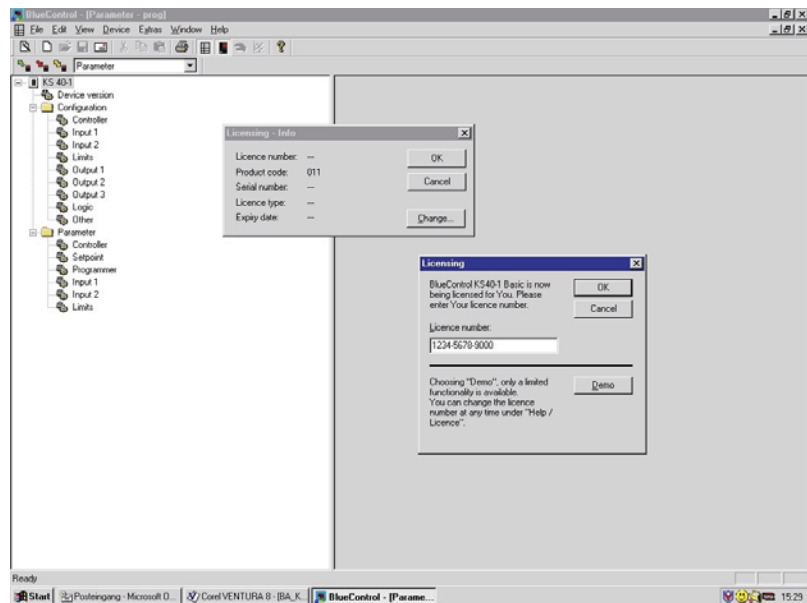 BlueControl - [Parameter - prog]
File Edit View Device Extras Window Help
Parameter
KS 40-1
Device version
Configuration
Controller
Input 1
Input 2
Limits
Output 1
Output 2
Output 3
Logic
Other
Parameter
Controller
Setpoint
Programmer
Input 1
Input 2
Limits
Licensing - Info
Licence number: --
Product code: 011
Serial number: --
Licence type: --
Expiry date: --
OK
Cancel
Change...
Licensing
BlueControl KS40-1 Basic is now
being licensed for You. Please
enter Your licence number.
Licence number:
1234-5678-9000
OK
Cancel
Choosing "Demo", only a limited
functionality is available.
You can change the licence
number at any time under "Help /
Licence".
Demo
Ready
Start Posteingang - Microsoft O... Corel VENTURA 8 - [BA_K... BlueControl - [Parame... 15:29